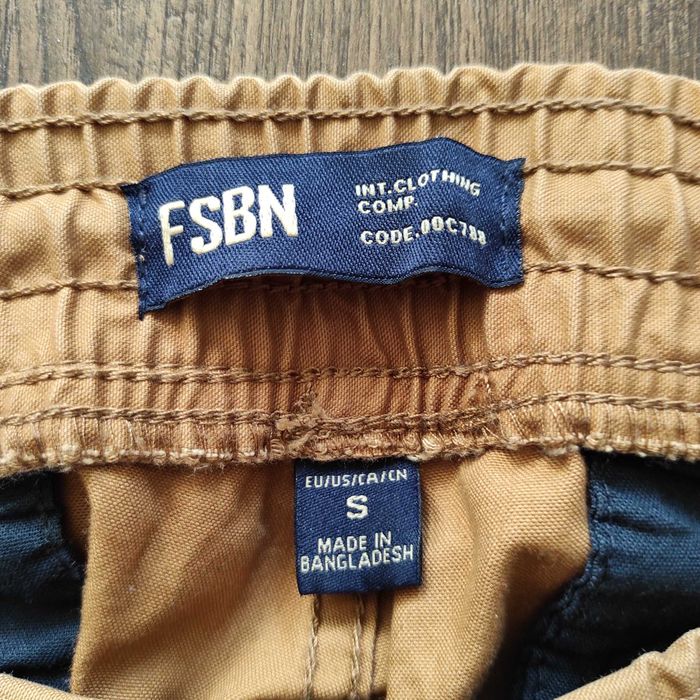 FSBN
INT.CLOTHING
COMP.
CODE.00C788
EU/US/CA/CN
S
MADE IN
BANGLADESH